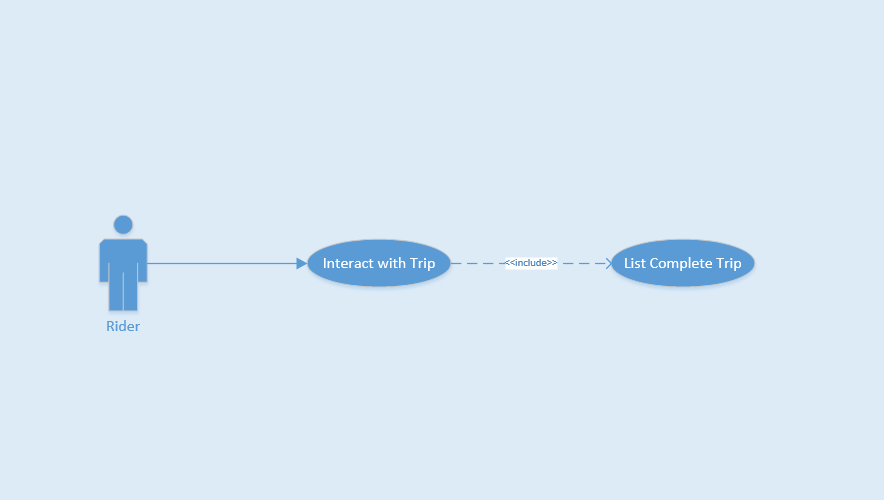 Interact with Trip
<<include>>
List Complete Trip
Rider